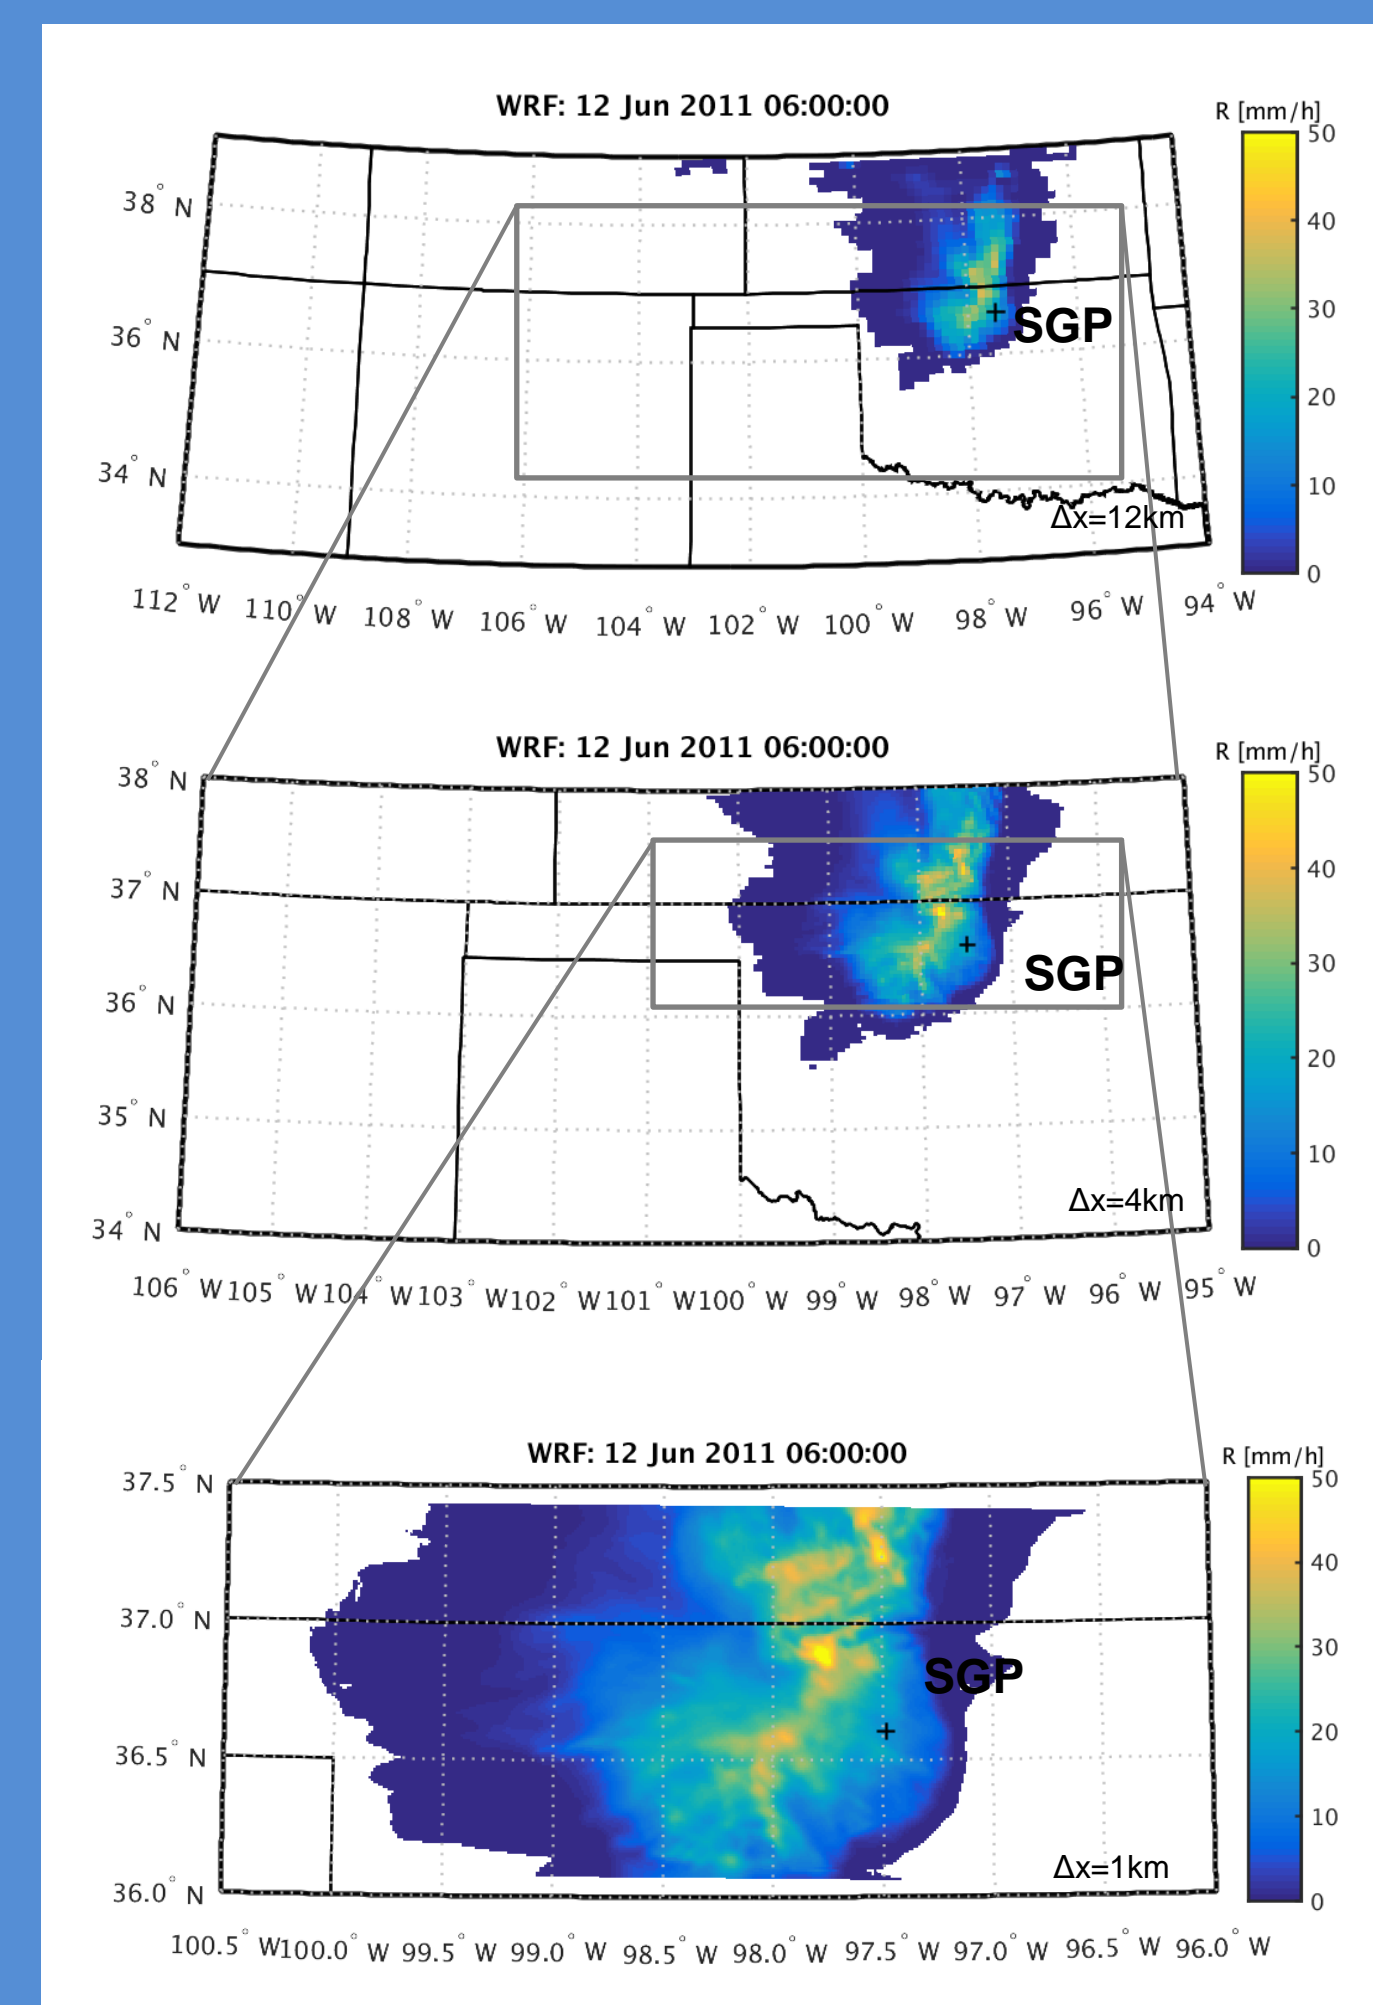 WRF: 12 Jun 2011 06:00:00
R [mm/h]
50
40
30
20
10
0
38° N
36° N
34° N
SGP
Δx=12km
112° W 110° W 108° W 106° W 104° W 102° W 100° W 98° W 96° W 94° W
WRF: 12 Jun 2011 06:00:00
R [mm/h]
50
40
30
20
10
0
38° N
37° N
36° N
35° N
34° N
SGP
Δx=4km
106° W 105° W 104° W 103° W 102° W 101° W 100° W 99° W 98° W 97° W 96° W 95° W
WRF: 12 Jun 2011 06:00:00
R [mm/h]
50
40
30
20
10
0
37.5° N
37.0° N
36.5° N
36.0° N
SGP
Δx=1km
100.5° W 100.0° W 99.5° W 99.0° W 98.5° W 98.0° W 97.5° W 97.0° W 96.5° W 96.0° W